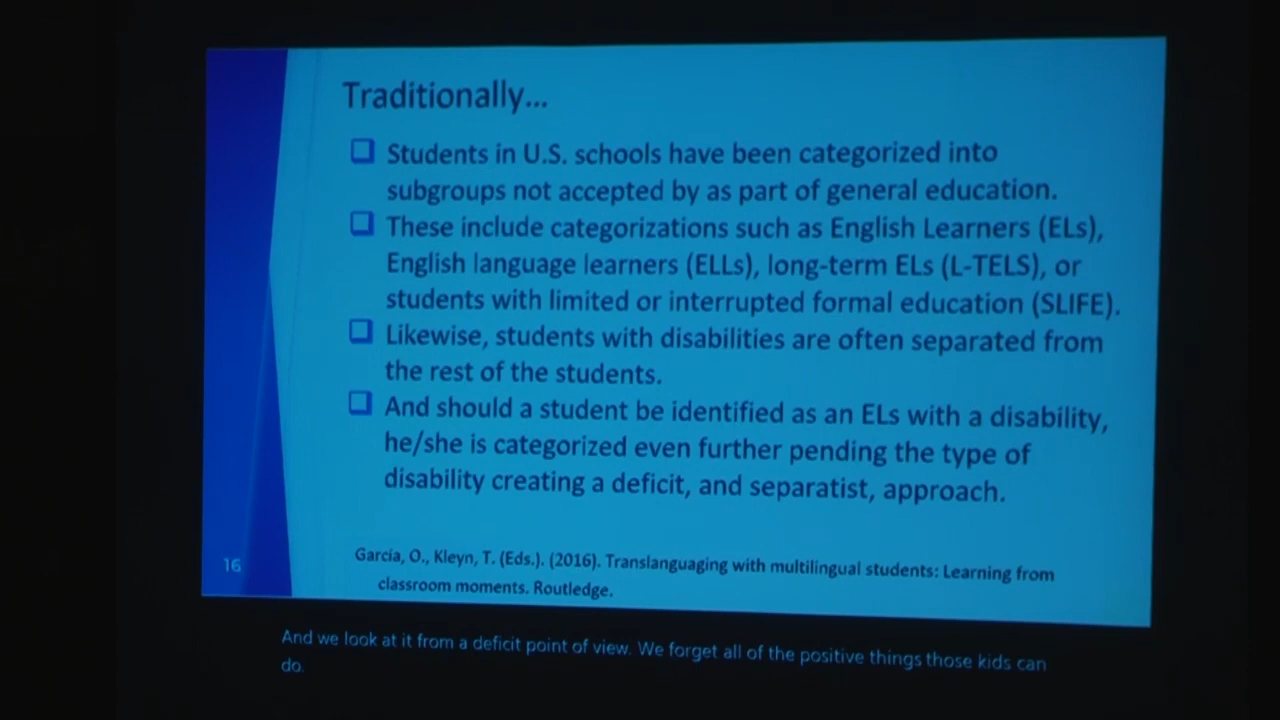 Traditionally...
Students in U.S. schools have been categorized into
subgroups not accepted by as part of general education.
These include categorizations such as English Learners (ELs),
English language learners (ELLs), long-term ELs (L-TELS), or
students with limited or interrupted formal education (SLIFE).
Likewise, students with disabilities are often separated from
the rest of the students.
And should a student be identified as an ELs with a disability,
he/she is categorized even further pending the type of
disability creating a deficit, and separatist, approach.
García, O., Kleyn, T. (Eds.). (2016). Translanguaging with multilingual students: Learning from
classroom moments. Routledge.
16
And we look at it from a deficit point of view. We forget all of the positive things those kids can
do.